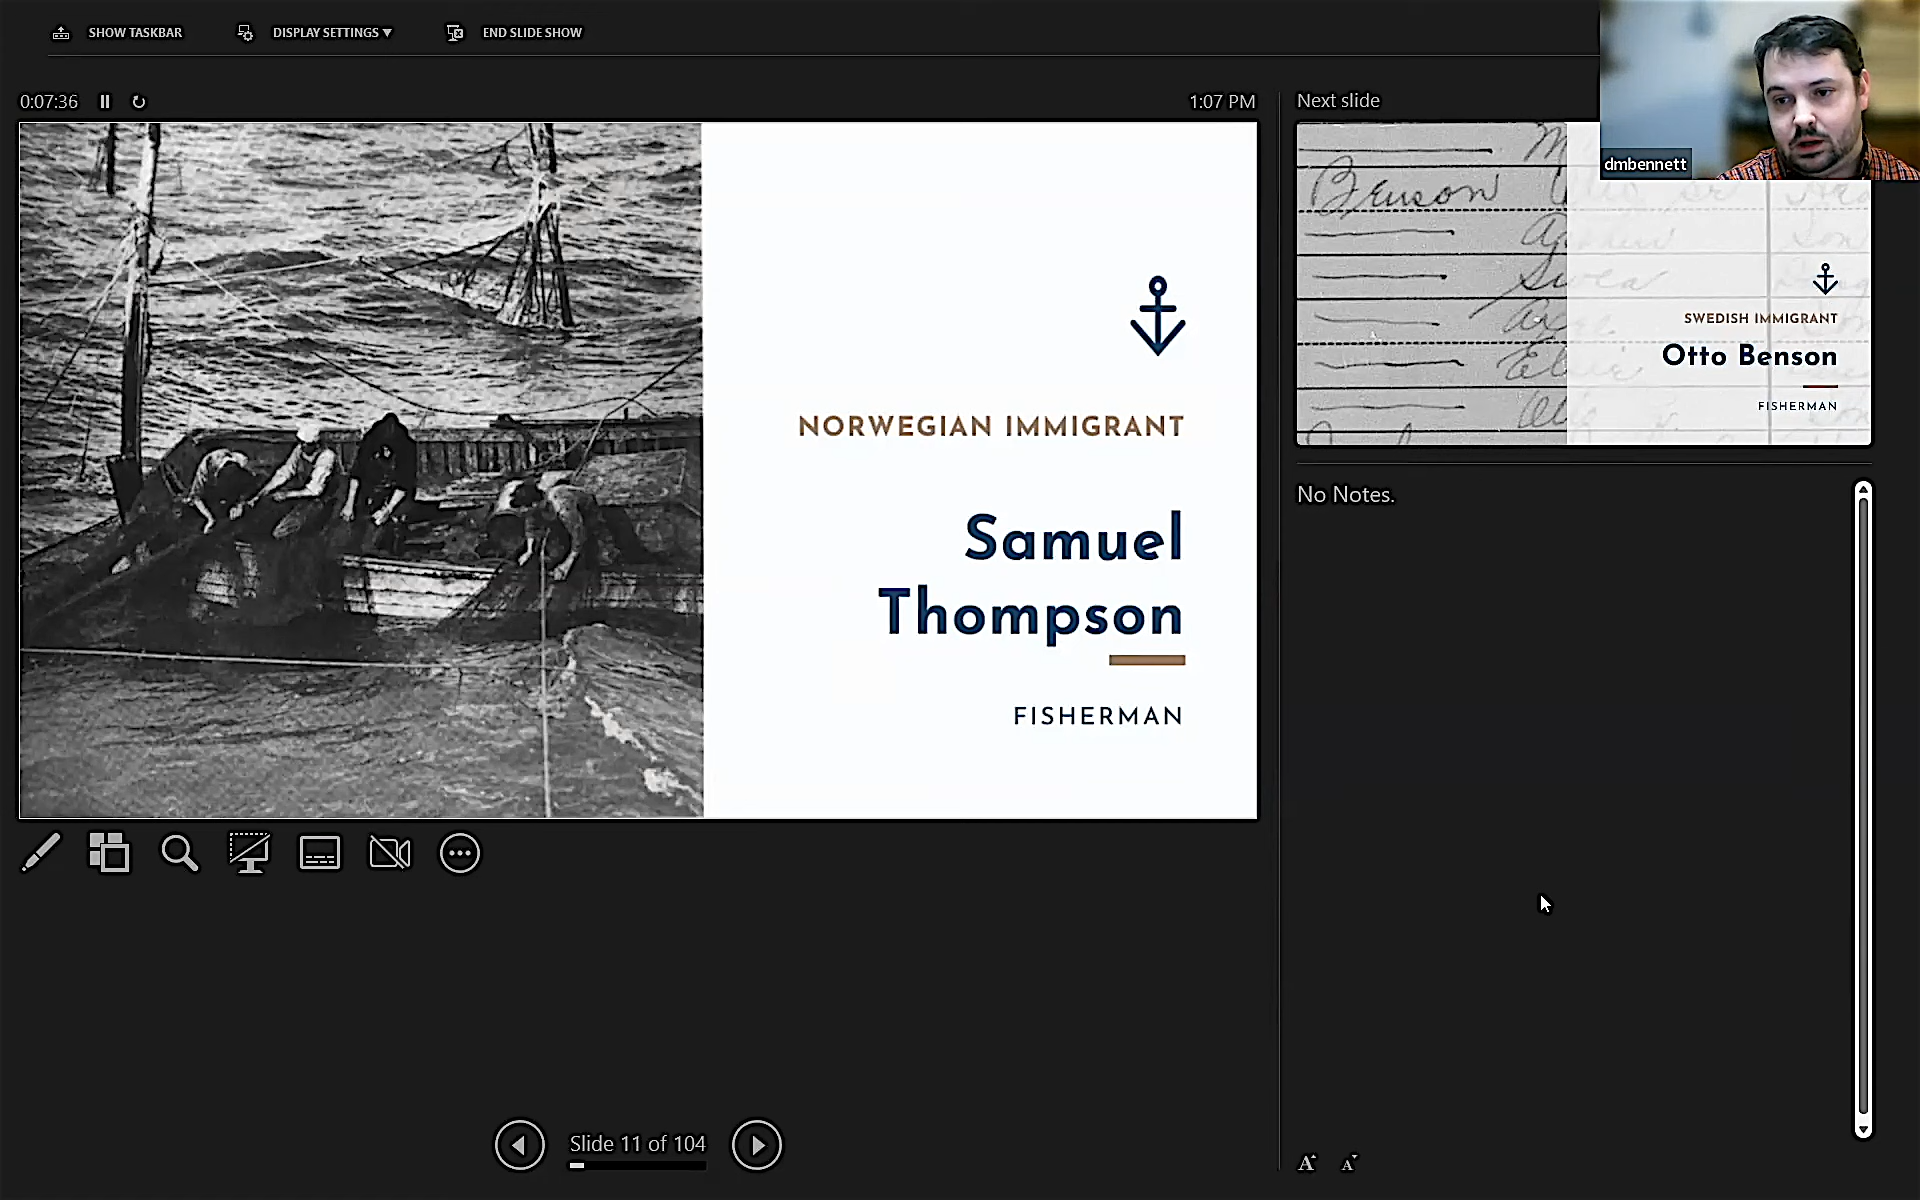 SHOW TASKBAR
DISPLAY SETTINGS ▼
END SLIDE SHOW
0:07:36
1:07 PM
NORWEGIAN IMMIGRANT
Samuel
Thompson
FISHERMAN
Slide 11 of 104
Next slide
dmbennett
Benson
SWEDISH IMMIGRANT
Otto Benson
FISHERMAN
No Notes.
A A